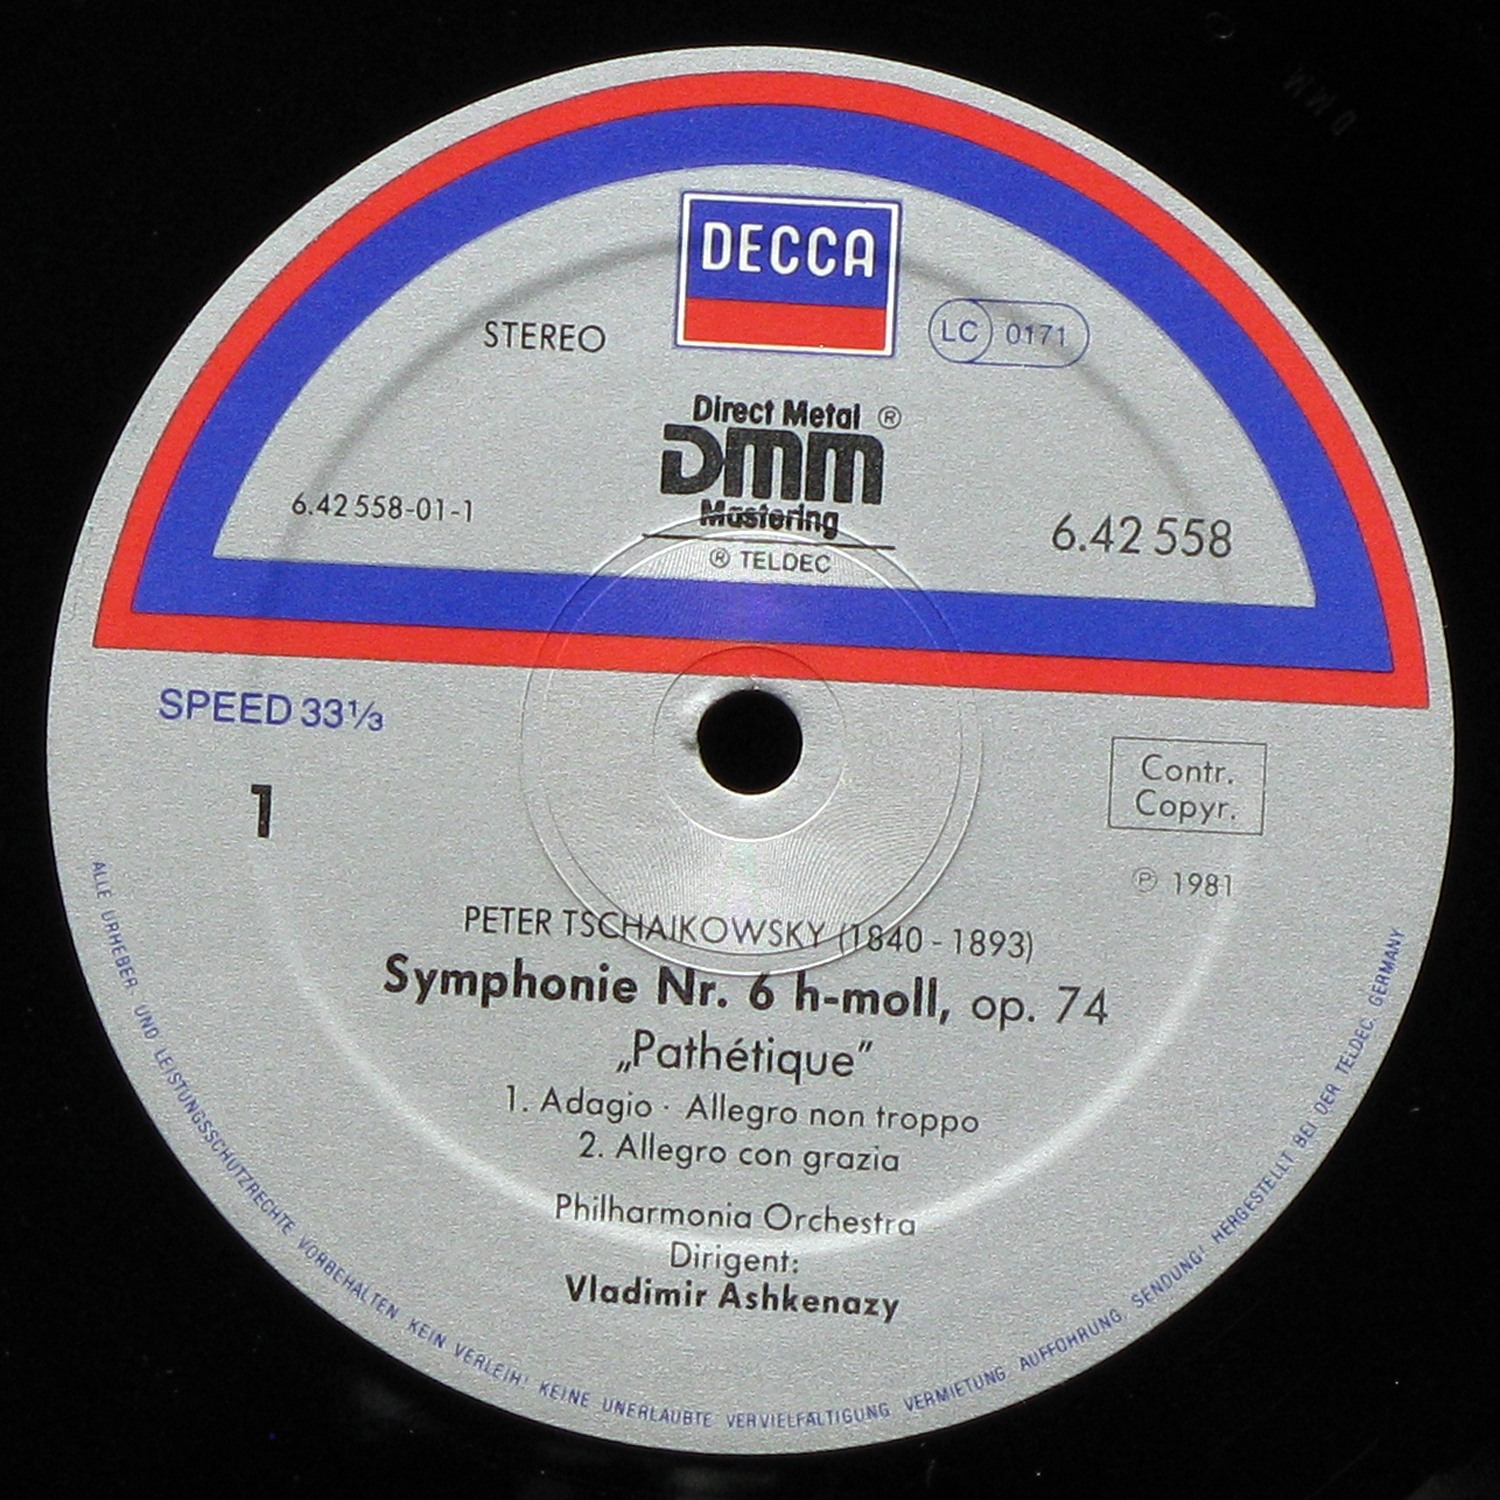 DECCA
STEREO
LC 0171
Direct Metal ®
DMM
Mastering
® TELDEC
6.42 558-01-1
6.42 558
SPEED 33⅓
1
Contr.
Copyr.
℗ 1981
PETER TSCHAIKOWSKY (1840 - 1893)
Symphonie Nr. 6 h-moll, op. 74
„Pathétique”
1. Adagio · Allegro non troppo
2. Allegro con grazia
Philharmonia Orchestra
Dirigent:
Vladimir Ashkenazy
ALLE URHEBER- UND LEISTUNGSSCHUTZRECHTE VORBEHALTEN KEIN VERLEIH! KEINE UNERLAUBTE VERVIELFÄLTIGUNG, VERMIETUNG, AUFFÜHRUNG, SENDUNG! HERGESTELLT BEI DER TELDEC GERMANY
DMM